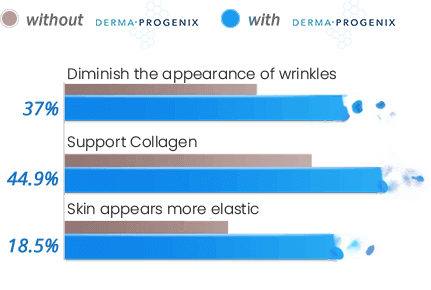 without DERMA·PROGENIX with DERMA·PROGENIX
Diminish the appearance of wrinkles
37%
Support Collagen
44.9%
Skin appears more elastic
18.5%